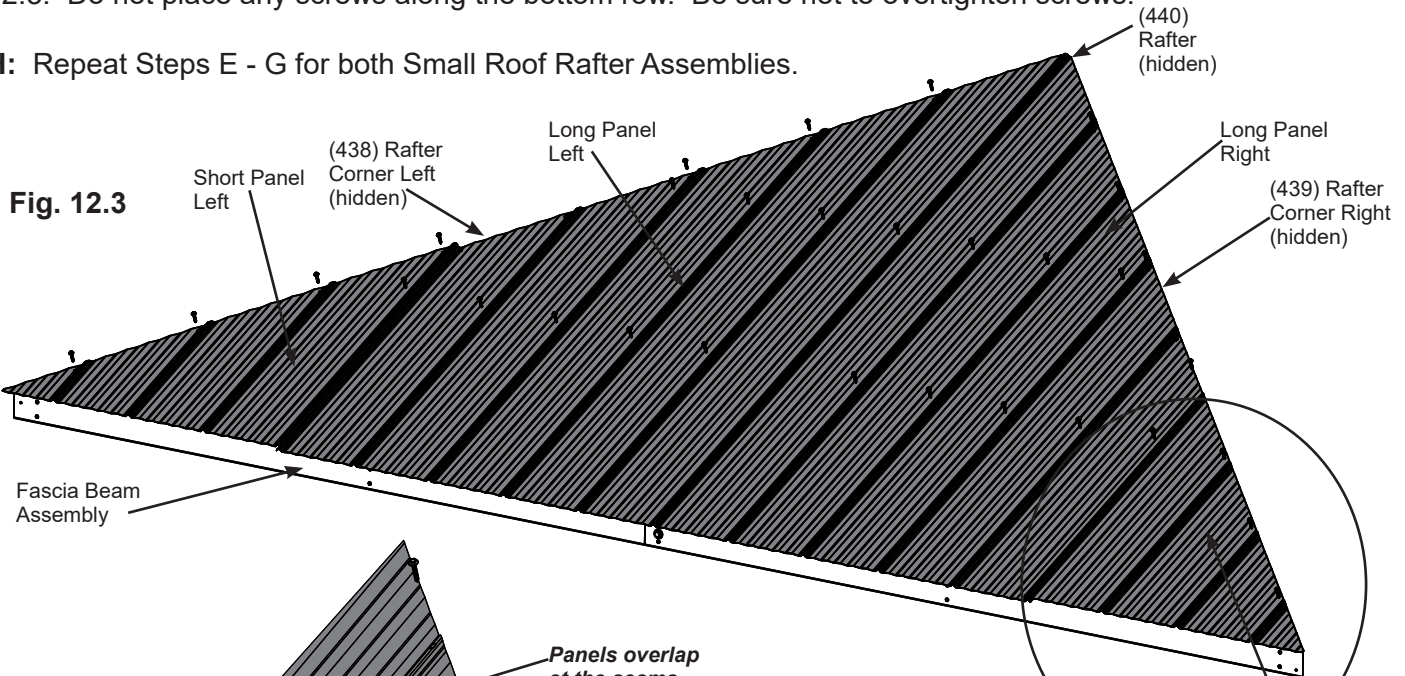 2.3. Do not place any screws along the bottom row. Be sure not to overtighten screws.
(440)
Rafter
(hidden)
H: Repeat Steps E - G for both Small Roof Rafter Assemblies.
Long Panel
Left
Long Panel
Right
(438) Rafter
Corner Left
(hidden)
Short Panel
Left
Fig. 12.3
(439) Rafter
Corner Right
(hidden)
Fascia Beam
Assembly
Panels overlap
at the seams